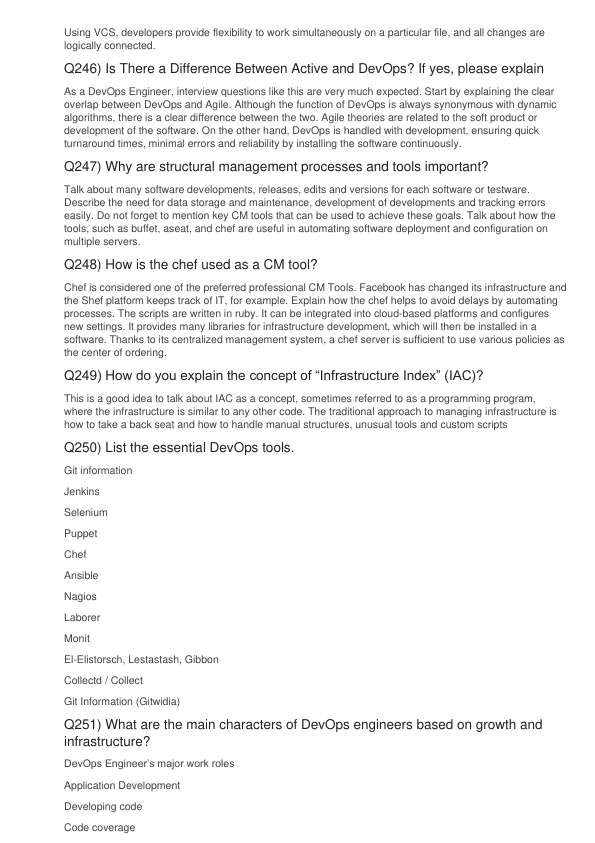 Using VCS, developers provide flexibility to work simultaneously on a particular file, and all changes are
logically connected.
Q246) Is There a Difference Between Active and DevOps? If yes, please explain
As a DevOps Engineer, interview questions like this are very much expected. Start by explaining the clear
overlap between DevOps and Agile. Although the function of DevOps is always synonymous with dynamic
algorithms, there is a clear difference between the two. Agile theories are related to the soft product or
development of the software. On the other hand, DevOps is handled with development, ensuring quick
turnaround times, minimal errors and reliability by installing the software continuously.
Q247) Why are structural management processes and tools important?
Talk about many software developments, releases, edits and versions for each software or testware.
Describe the need for data storage and maintenance, development of developments and tracking errors
easily. Do not forget to mention key CM tools that can be used to achieve these goals. Talk about how the
tools, such as buffet, aseat, and chef are useful in automating software deployment and configuration on
multiple servers.
Q248) How is the chef used as a CM tool?
Chef is considered one of the preferred professional CM Tools. Facebook has changed its infrastructure and
the Shef platform keeps track of IT, for example. Explain how the chef helps to avoid delays by automating
processes. The scripts are written in ruby. It can be integrated into cloud-based platforms and configures
new settings. It provides many libraries for infrastructure development, which will then be installed in a
software. Thanks to its centralized management system, a chef server is sufficient to use various policies as
the center of ordering.
Q249) How do you explain the concept of “Infrastructure Index” (IAC)?
This is a good idea to talk about IAC as a concept, sometimes referred to as a programming program,
where the infrastructure is similar to any other code. The traditional approach to managing infrastructure is
how to take a back seat and how to handle manual structures, unusual tools and custom scripts
Q250) List the essential DevOps tools.
Git information
Jenkins
Selenium
Puppet
Chef
Ansible
Nagios
Laborer
Monit
El-Elistorsch, Lestastash, Gibbon
Collectd / Collect
Git Information (Gitwidia)
Q251) What are the main characters of DevOps engineers based on growth and
infrastructure?
DevOps Engineer’s major work roles
Application Development
Developing code
Code coverage